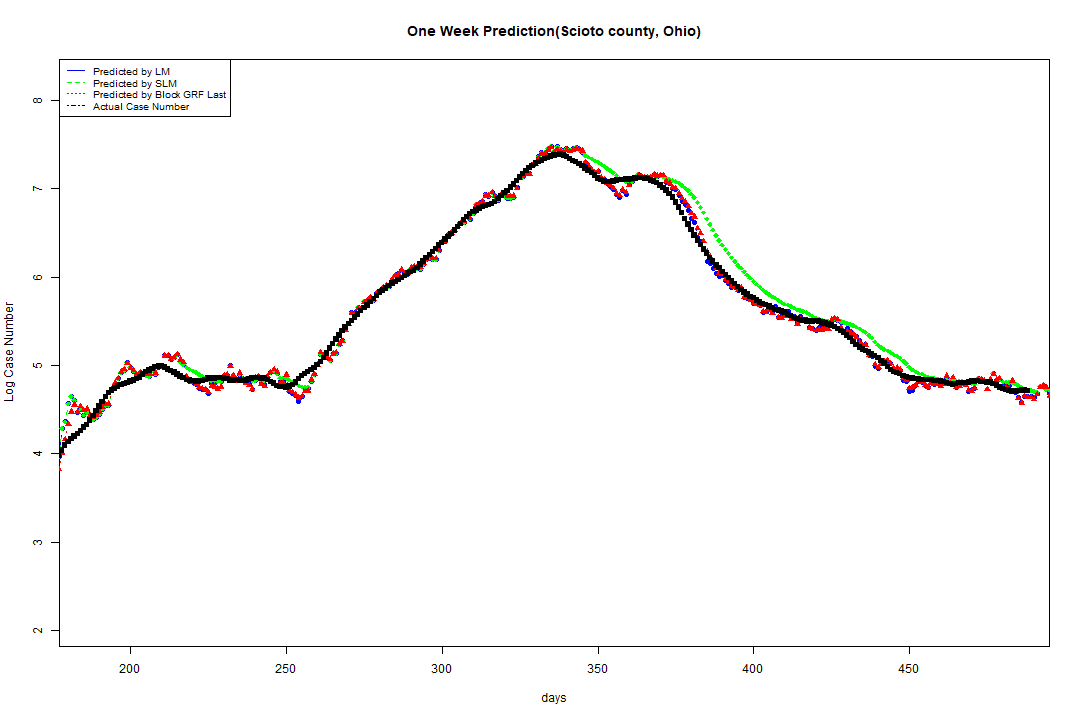 One Week Prediction(Scioto county, Ohio)
Predicted by LM
Predicted by SLM
Predicted by Block GRF Last
Actual Case Number
8
7
6
5
4
3
2
Log Case Number
200 250 300 350 400 450
days